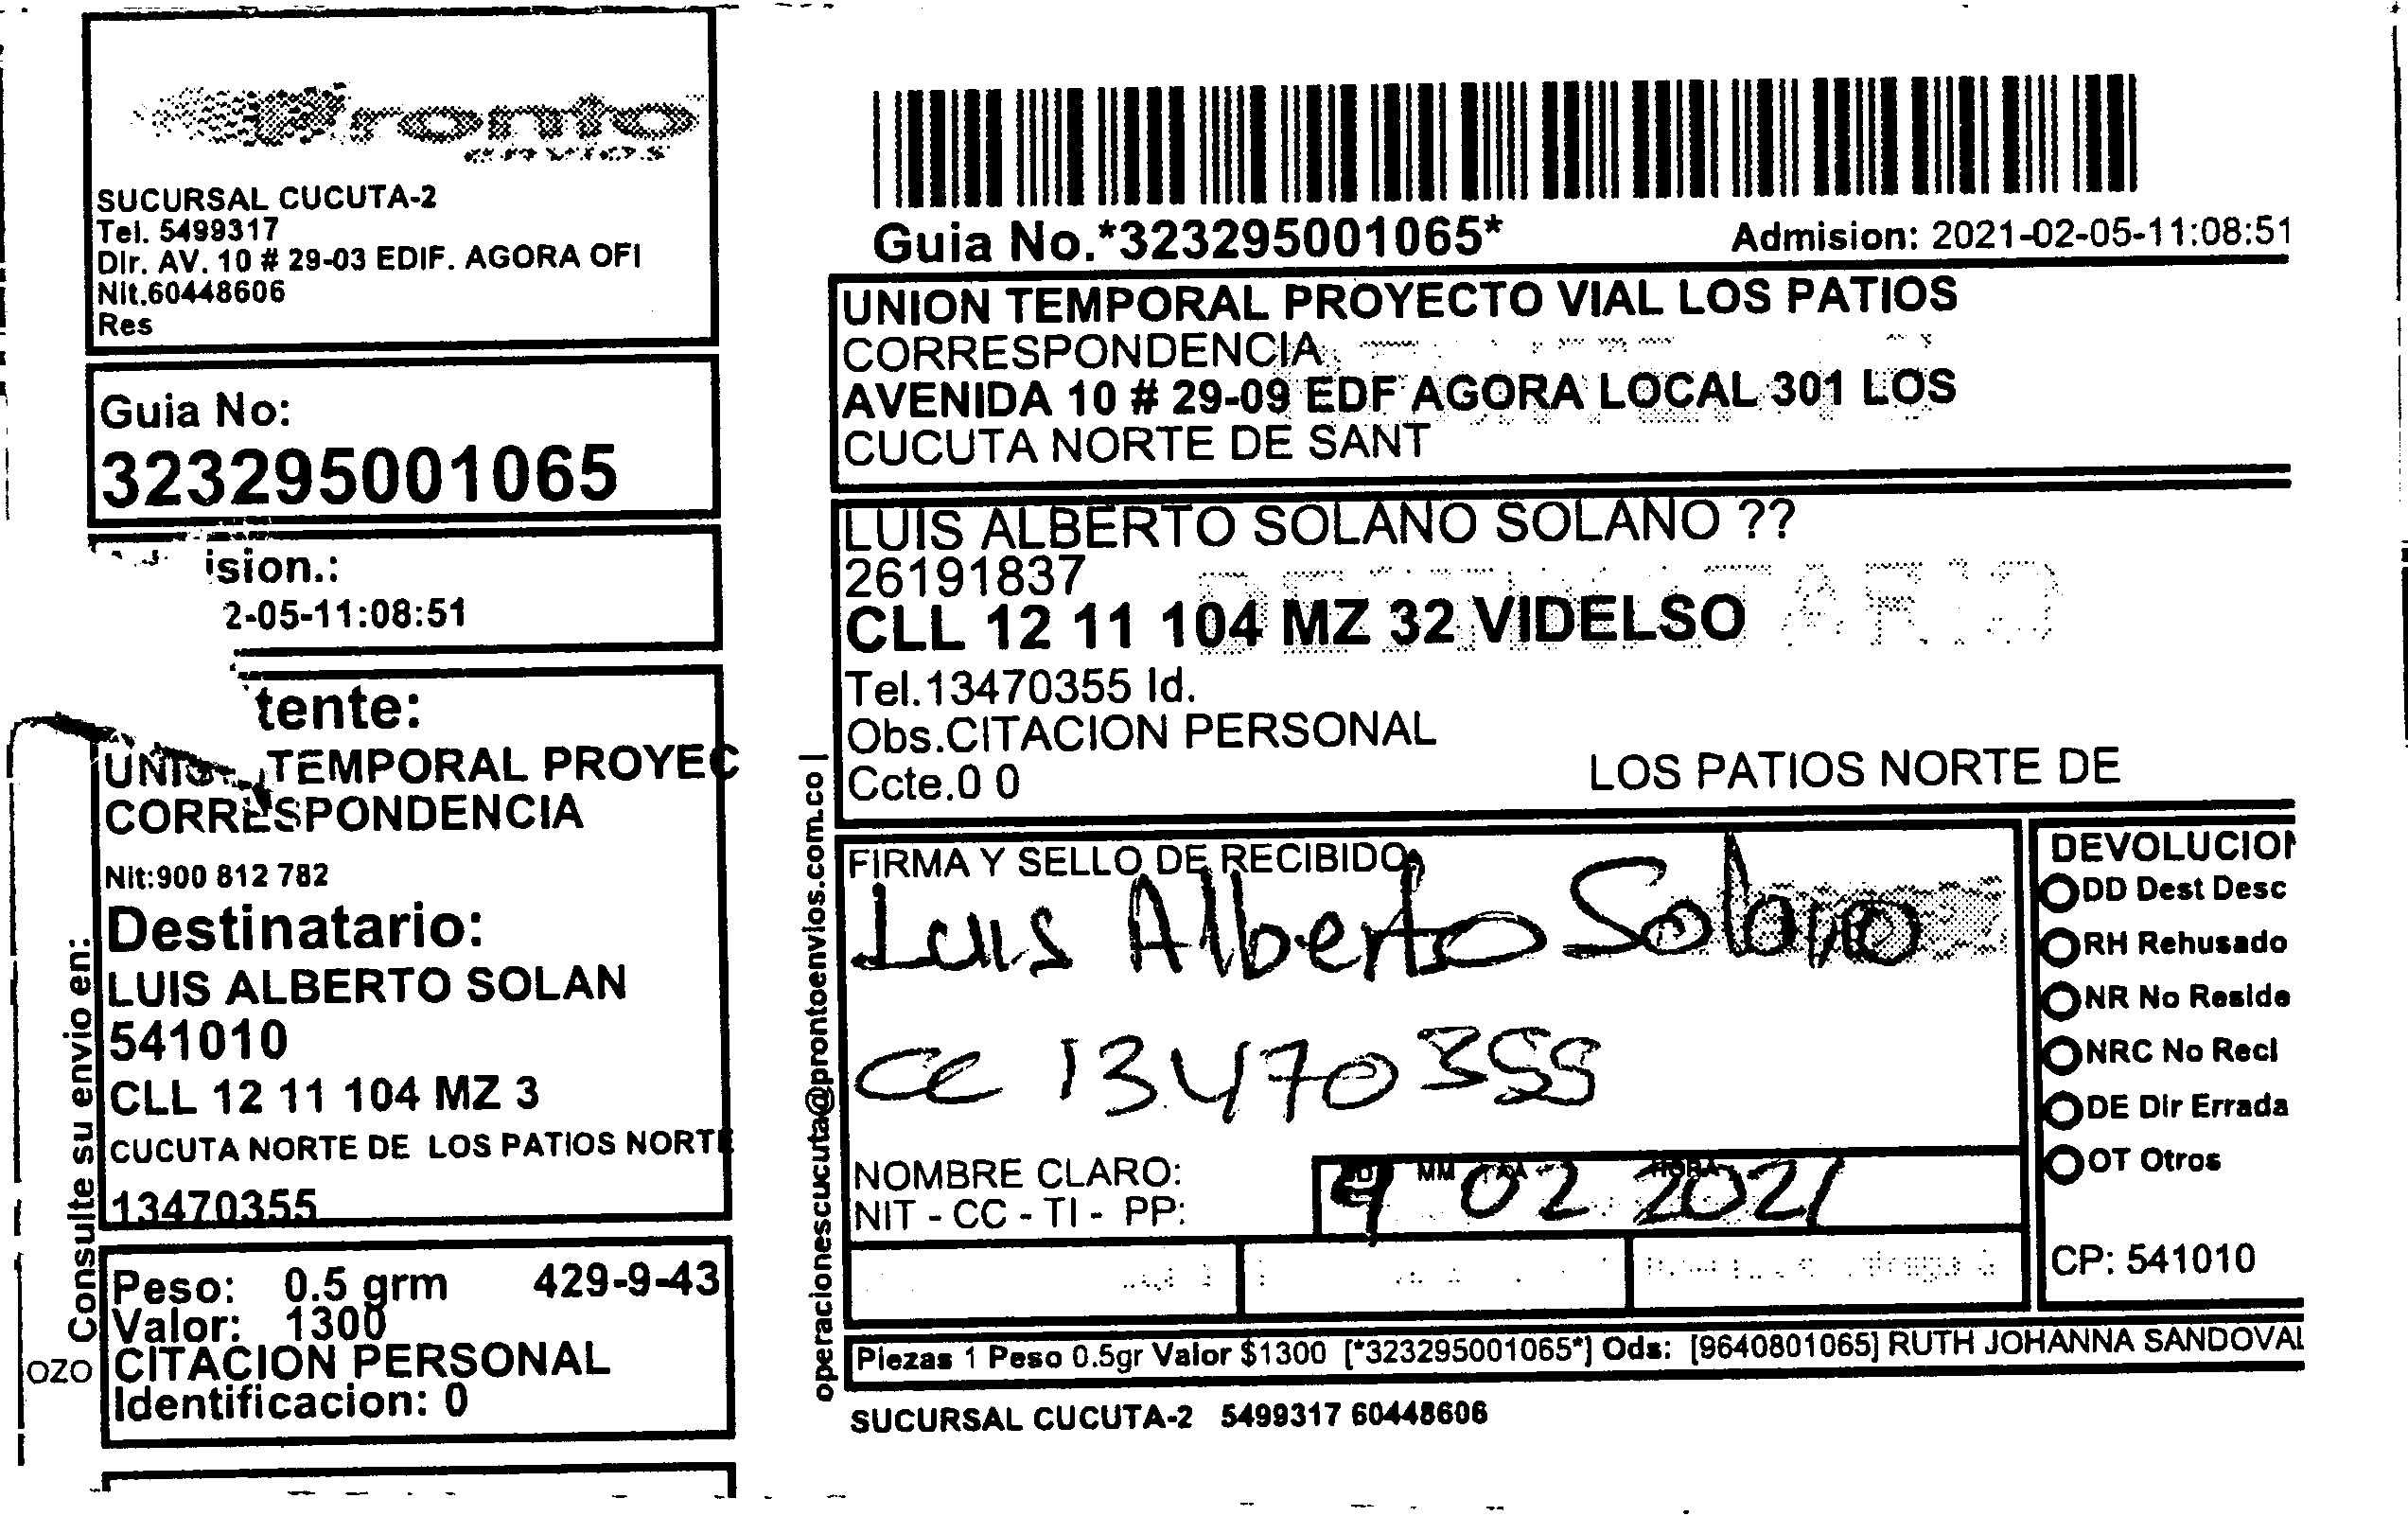 Pronto
envios
SUCURSAL CUCUTA-2
Tel. 5499317
Dir. AV. 10 # 29-03 EDIF. AGORA OFI
Nit.60448606
Res
Guia No:
323295001065
ision.:
2-05-11:08:51
tente:
UNION TEMPORAL PROYEC
CORRESPONDENCIA
Nit:900 812 782
Destinatario:
LUIS ALBERTO SOLAN
541010
CLL 12 11 104 MZ 3
CUCUTA NORTE DE LOS PATIOS NORTE
13470355
Peso: 0.5 grm 429-9-43
Valor: 1300
CITACION PERSONAL
Identificacion: 0
Consulte su envio en:
OZO
Guia No.*323295001065*
Admision: 2021-02-05-11:08:51
UNION TEMPORAL PROYECTO VIAL LOS PATIOS
CORRESPONDENCIA
AVENIDA 10 # 29-09 EDF AGORA LOCAL 301 LOS
CUCUTA NORTE DE SANT
LUIS ALBERTO SOLANO SOLANO ??
26191837
DESTINATARIO
CLL 12 11 104 MZ 32 VIDELSO
Tel.13470355 Id.
Obs.CITACION PERSONAL
Ccte.0 0
LOS PATIOS NORTE DE
operacionescucuta@prontoenvios.com.co |
FIRMA Y SELLO DE RECIBIDO
Luis Alberto Solano
CC 13470355
NOMBRE CLARO:
NIT - CC - TI - PP:
DD MM AA HORA
9 02 2021
DEVOLUCION
DD Dest Desc
RH Rehusado
NR No Reside
NRC No Reci
DE Dir Errada
OT Otros
CP: 541010
Piezas 1 Peso 0.5gr Valor $1300 [*323295001065*] Ods: [9640801065] RUTH JOHANNA SANDOVAL
SUCURSAL CUCUTA-2 5499317 60448606